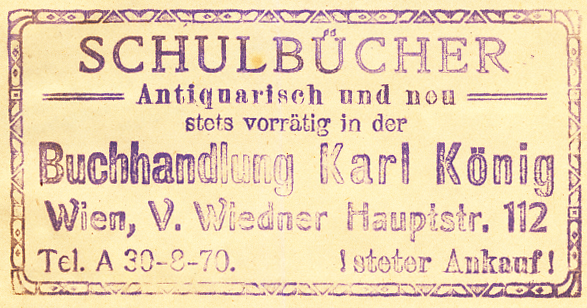 SCHULBÜCHER
Antiquarisch und neu
stets vorrätig in der
Buchhandlung Karl König
Wien, V. Wiedner Hauptstr. 112
Tel. A 30-8-70. !steter Ankauf!